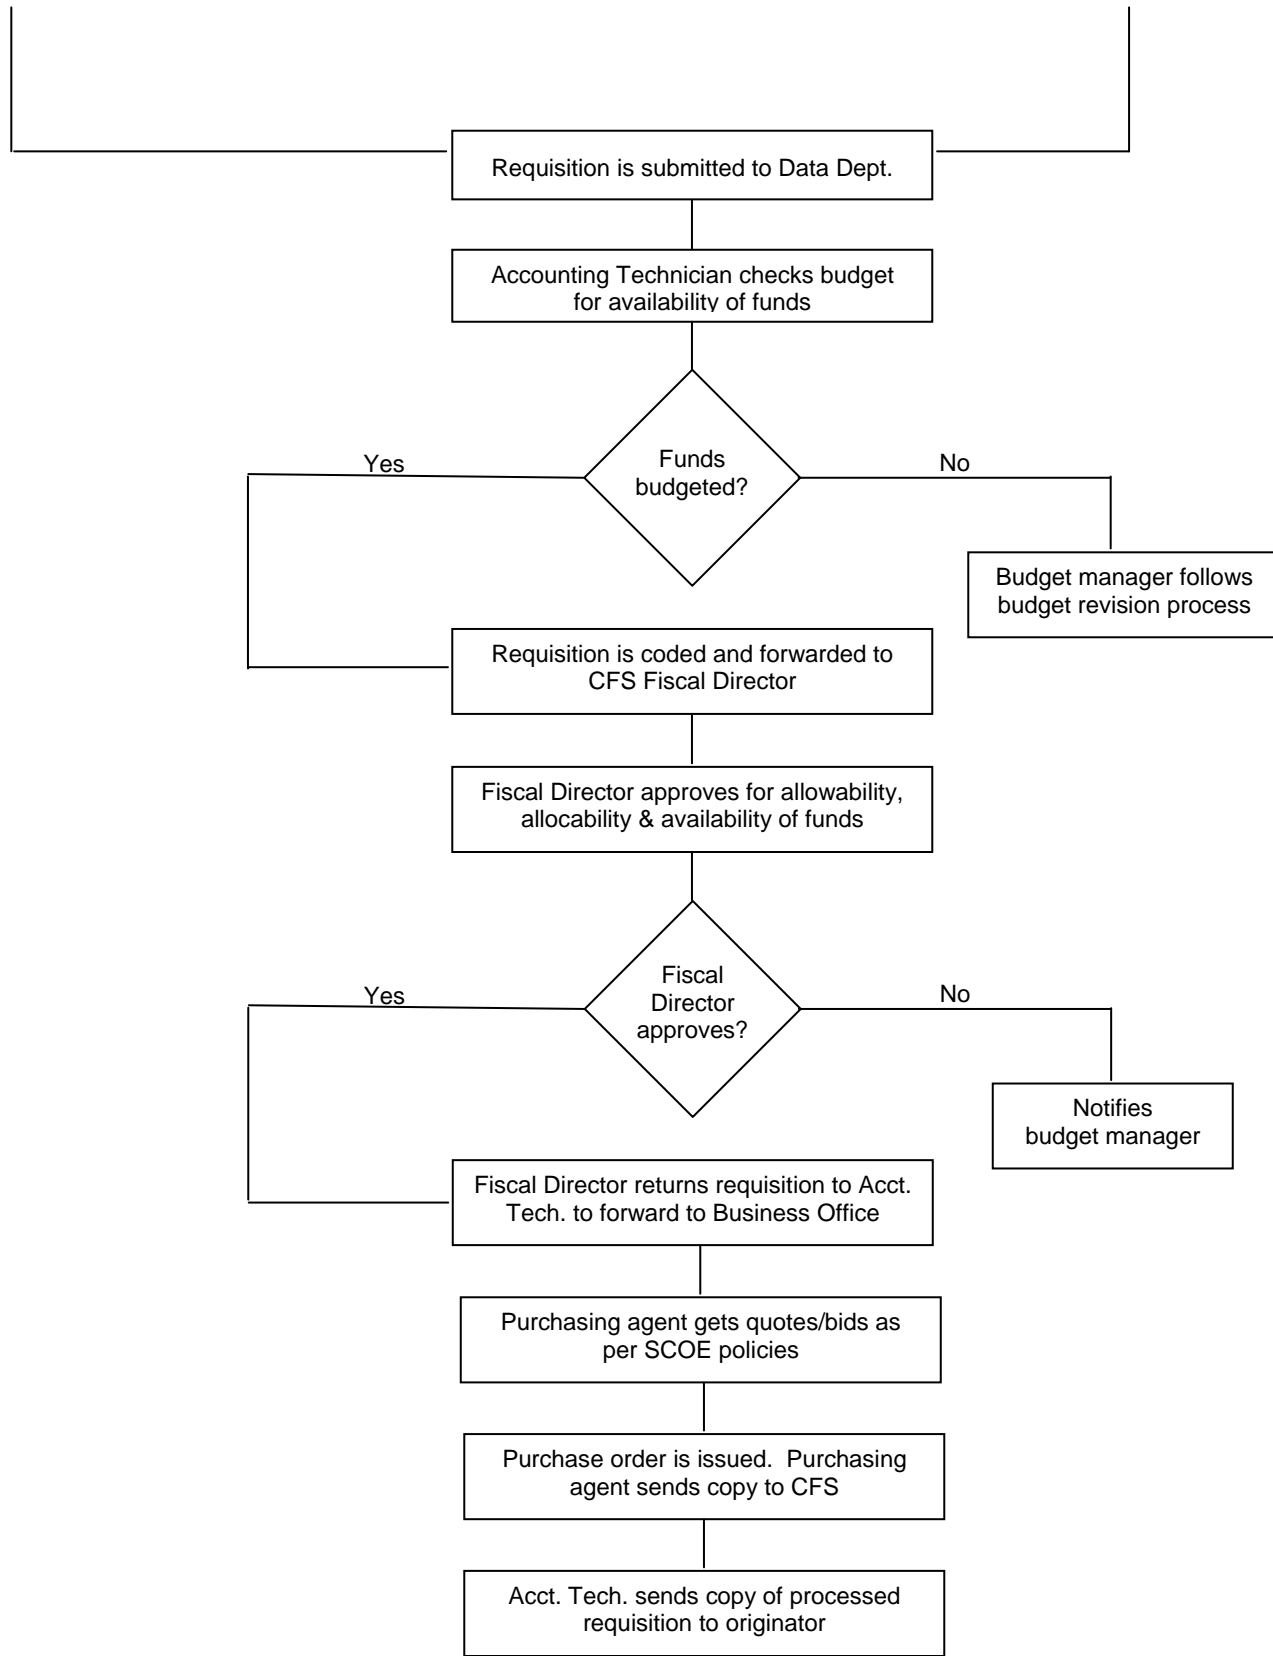 Requisition is submitted to Data Dept.
Accounting Technician checks budget
for availability of funds
Yes
Funds
budgeted?
No
Budget manager follows
budget revision process
Requisition is coded and forwarded to
CFS Fiscal Director
Fiscal Director approves for allowability,
allocability & availability of funds
Yes
Fiscal
Director
approves?
No
Notifies
budget manager
Fiscal Director returns requisition to Acct.
Tech. to forward to Business Office
Purchasing agent gets quotes/bids as
per SCOE policies
Purchase order is issued.  Purchasing
agent sends copy to CFS
Acct. Tech. sends copy of processed
requisition to originator